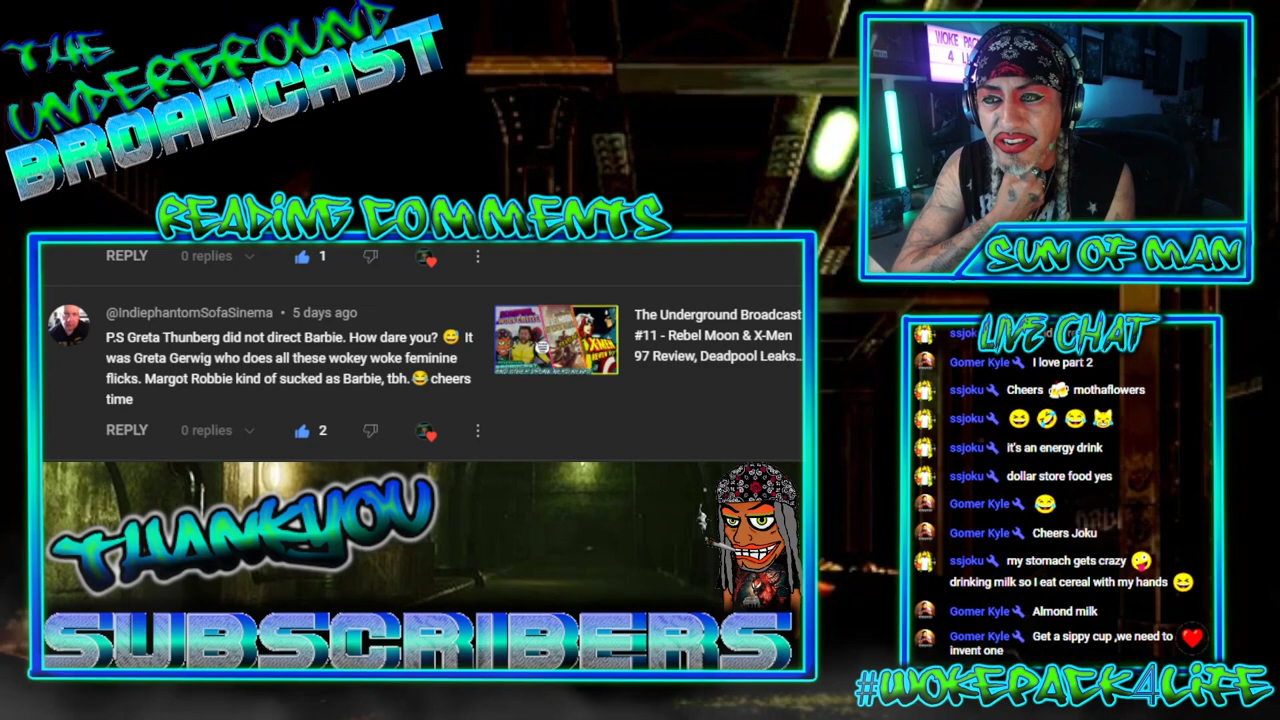 THE
UNDERGROUND
BROADCAST
READING COMMENTS
REPLY 0 replies 1
@IndiephantomSofaSinema • 5 days ago
P.S Greta Thunberg did not direct Barbie. How dare you? 😅 It
was Greta Gerwig who does all these wokey woke feminine
flicks. Margot Robbie kind of sucked as Barbie, tbh.😂 cheers
time
REPLY 0 replies 2
The Underground Broadcast
#11 - Rebel Moon & X-Men
97 Review, Deadpool Leaks...
THANKYOU
SUBSCRIBERS
WOKE PAC
4 L
SUN OF MAN
LIVE CHAT
Gomer Kyle I love part 2
ssjoku Cheers 🍻 mothaflowers
ssjoku 😆 🤣 😂 😹
ssjoku it's an energy drink
ssjoku dollar store food yes
Gomer Kyle 😂
Gomer Kyle Cheers Joku
ssjoku my stomach gets crazy 🤪
drinking milk so I eat cereal with my hands 😆
Gomer Kyle Almond milk
Gomer Kyle Get a sippy cup ,we need to
invent one
#WOKEPACK4LIFE